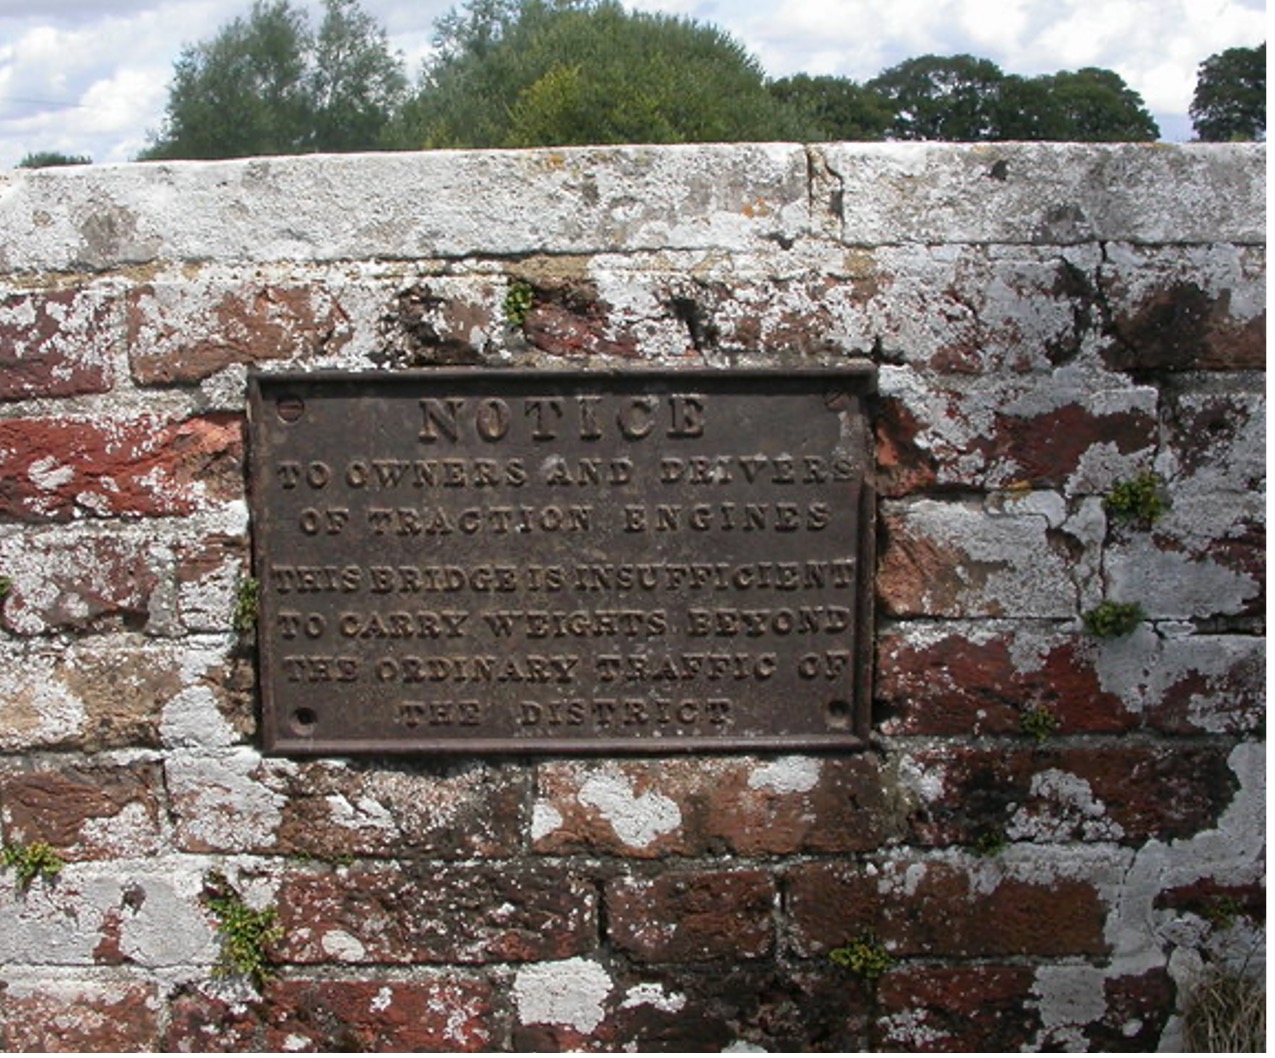 NOTICE
TO OWNERS AND DRIVERS
OF TRACTION ENGINES
THIS BRIDGE IS INSUFFICIENT
TO CARRY WEIGHTS BEYOND
THE ORDINARY TRAFFIC OF
THE DISTRICT